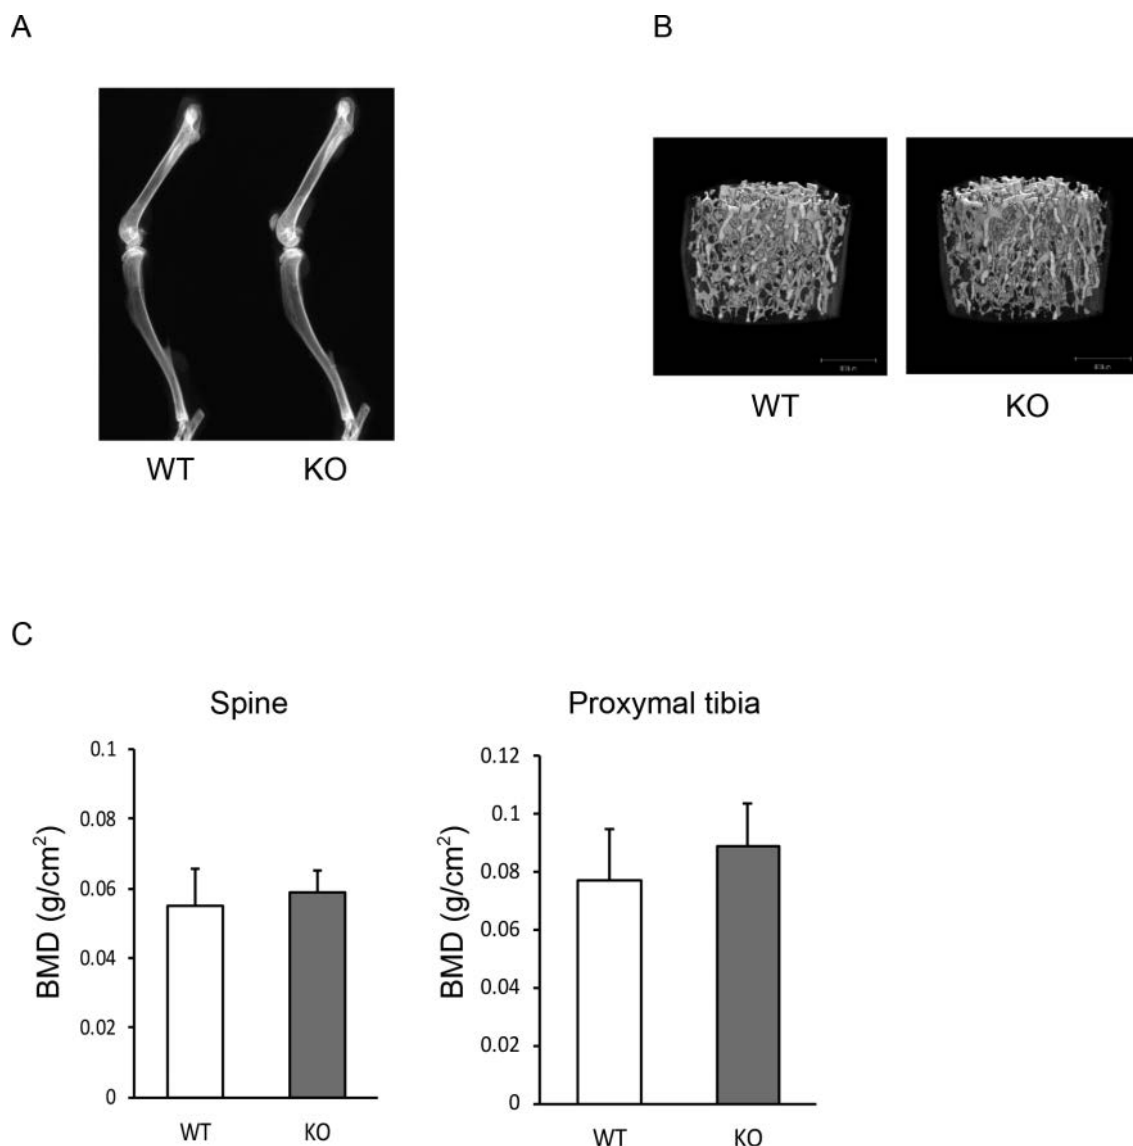 A
B
WT KO
WT KO
C
Spine
Proxymal tibia
0.1
0.08
0.06
0.04
0.02
0
BMD (g/cm²)
WT KO
0.12
0.1
0.08
0.06
0.04
0.02
0
BMD (g/cm²)
WT KO